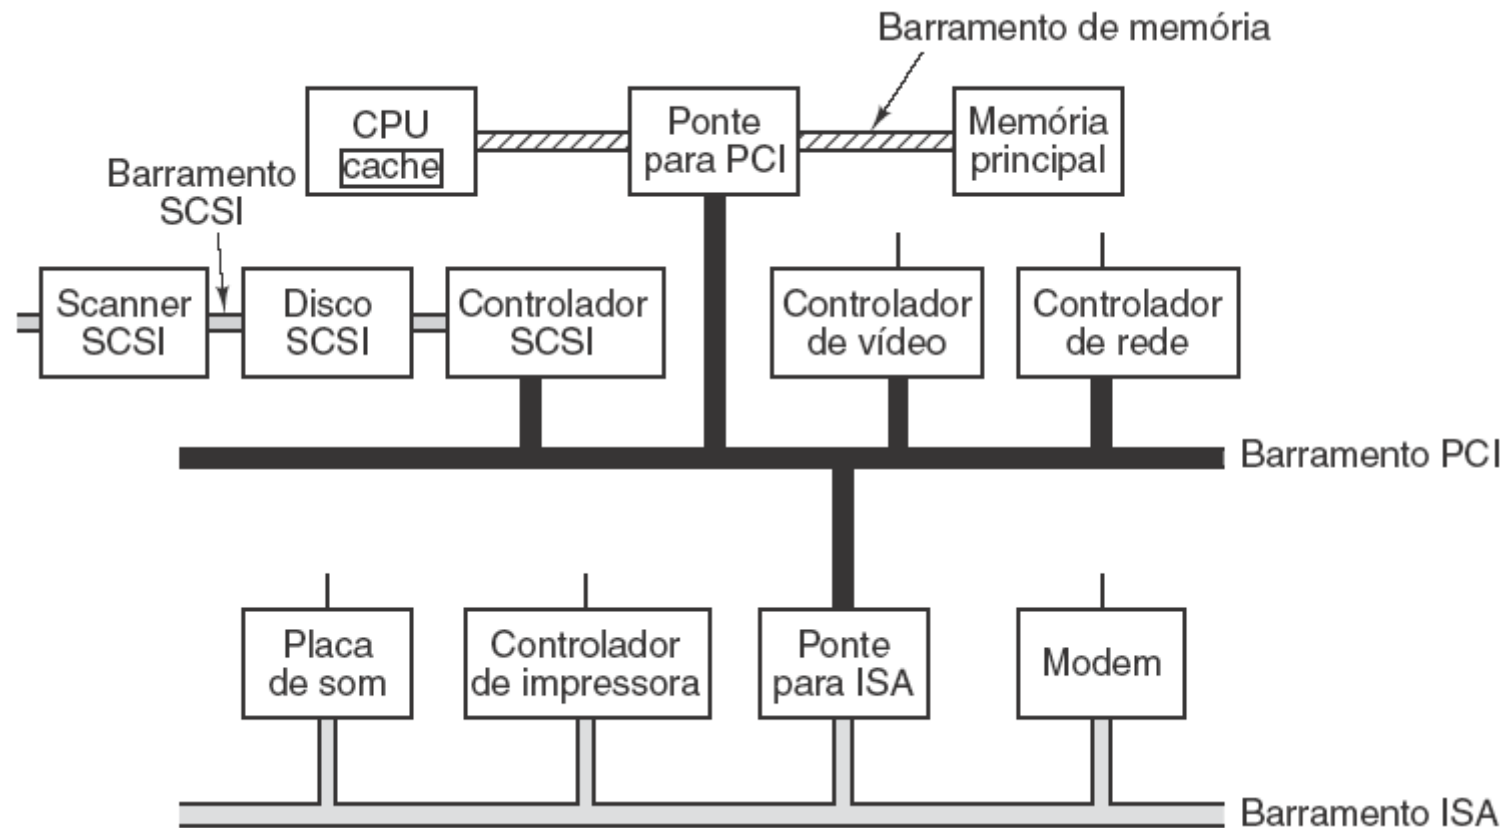 Barramento de memória
CPU
cache
Ponte
para PCI
Memória
principal
Barramento
SCSI
Scanner
SCSI
Disco
SCSI
Controlador
SCSI
Controlador
de vídeo
Controlador
de rede
Barramento PCI
Placa
de som
Controlador
de impressora
Ponte
para ISA
Modem
Barramento ISA